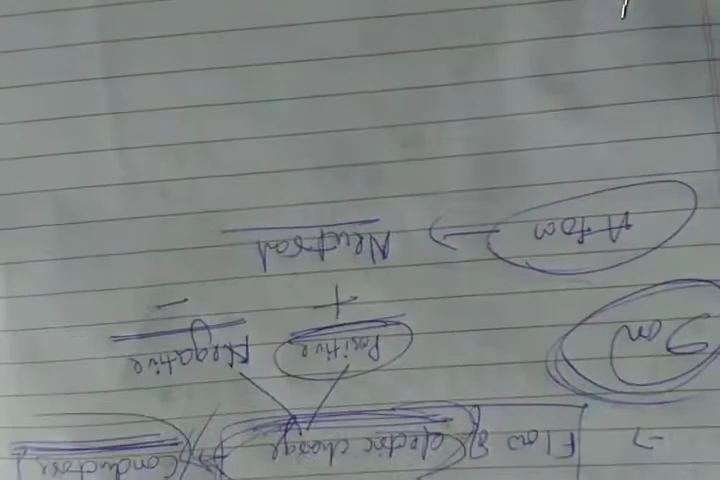 → Flow of electric charge Conductors
Positive Negative
+ -
Ion
Atom → Neutral